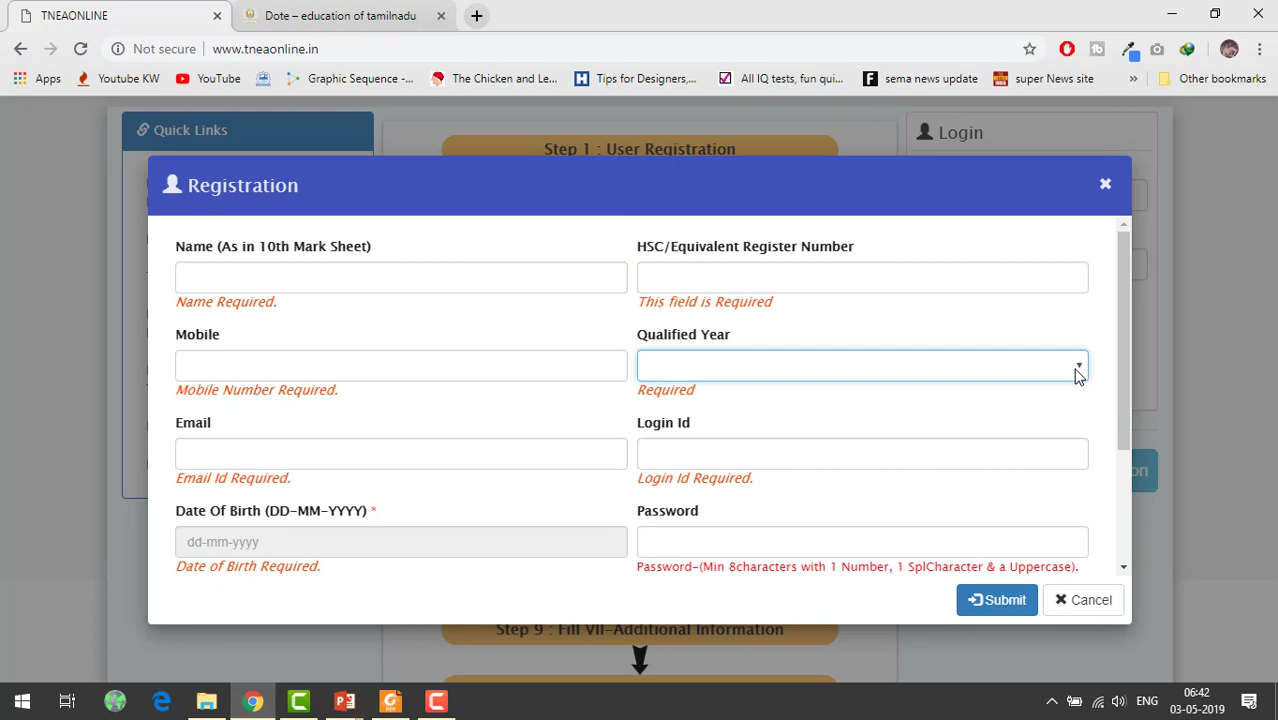 TNEAONLINE
Dote – education of tamilnadu
Not secure
www.tneaonline.in
Apps
Youtube KW
YouTube
Graphic Sequence -...
The Chicken and Le...
Tips for Designers,...
All IQ tests, fun qui...
sema news update
super News site
»
Other bookmarks
Quick Links
Step 1 : User Registration
Login
Registration
Name (As in 10th Mark Sheet)
HSC/Equivalent Register Number
Name Required.
This field is Required
Mobile
Qualified Year
Mobile Number Required.
Required
Email
Login Id
Email Id Required.
Login Id Required.
on
Date Of Birth (DD-MM-YYYY) *
Password
dd-mm-yyyy
Date of Birth Required.
Password-(Min 8characters with 1 Number, 1 SplCharacter & a Uppercase).
Submit
Cancel
Step 9 : Fill VII-Additional Information
ENG
06:42
03-05-2019